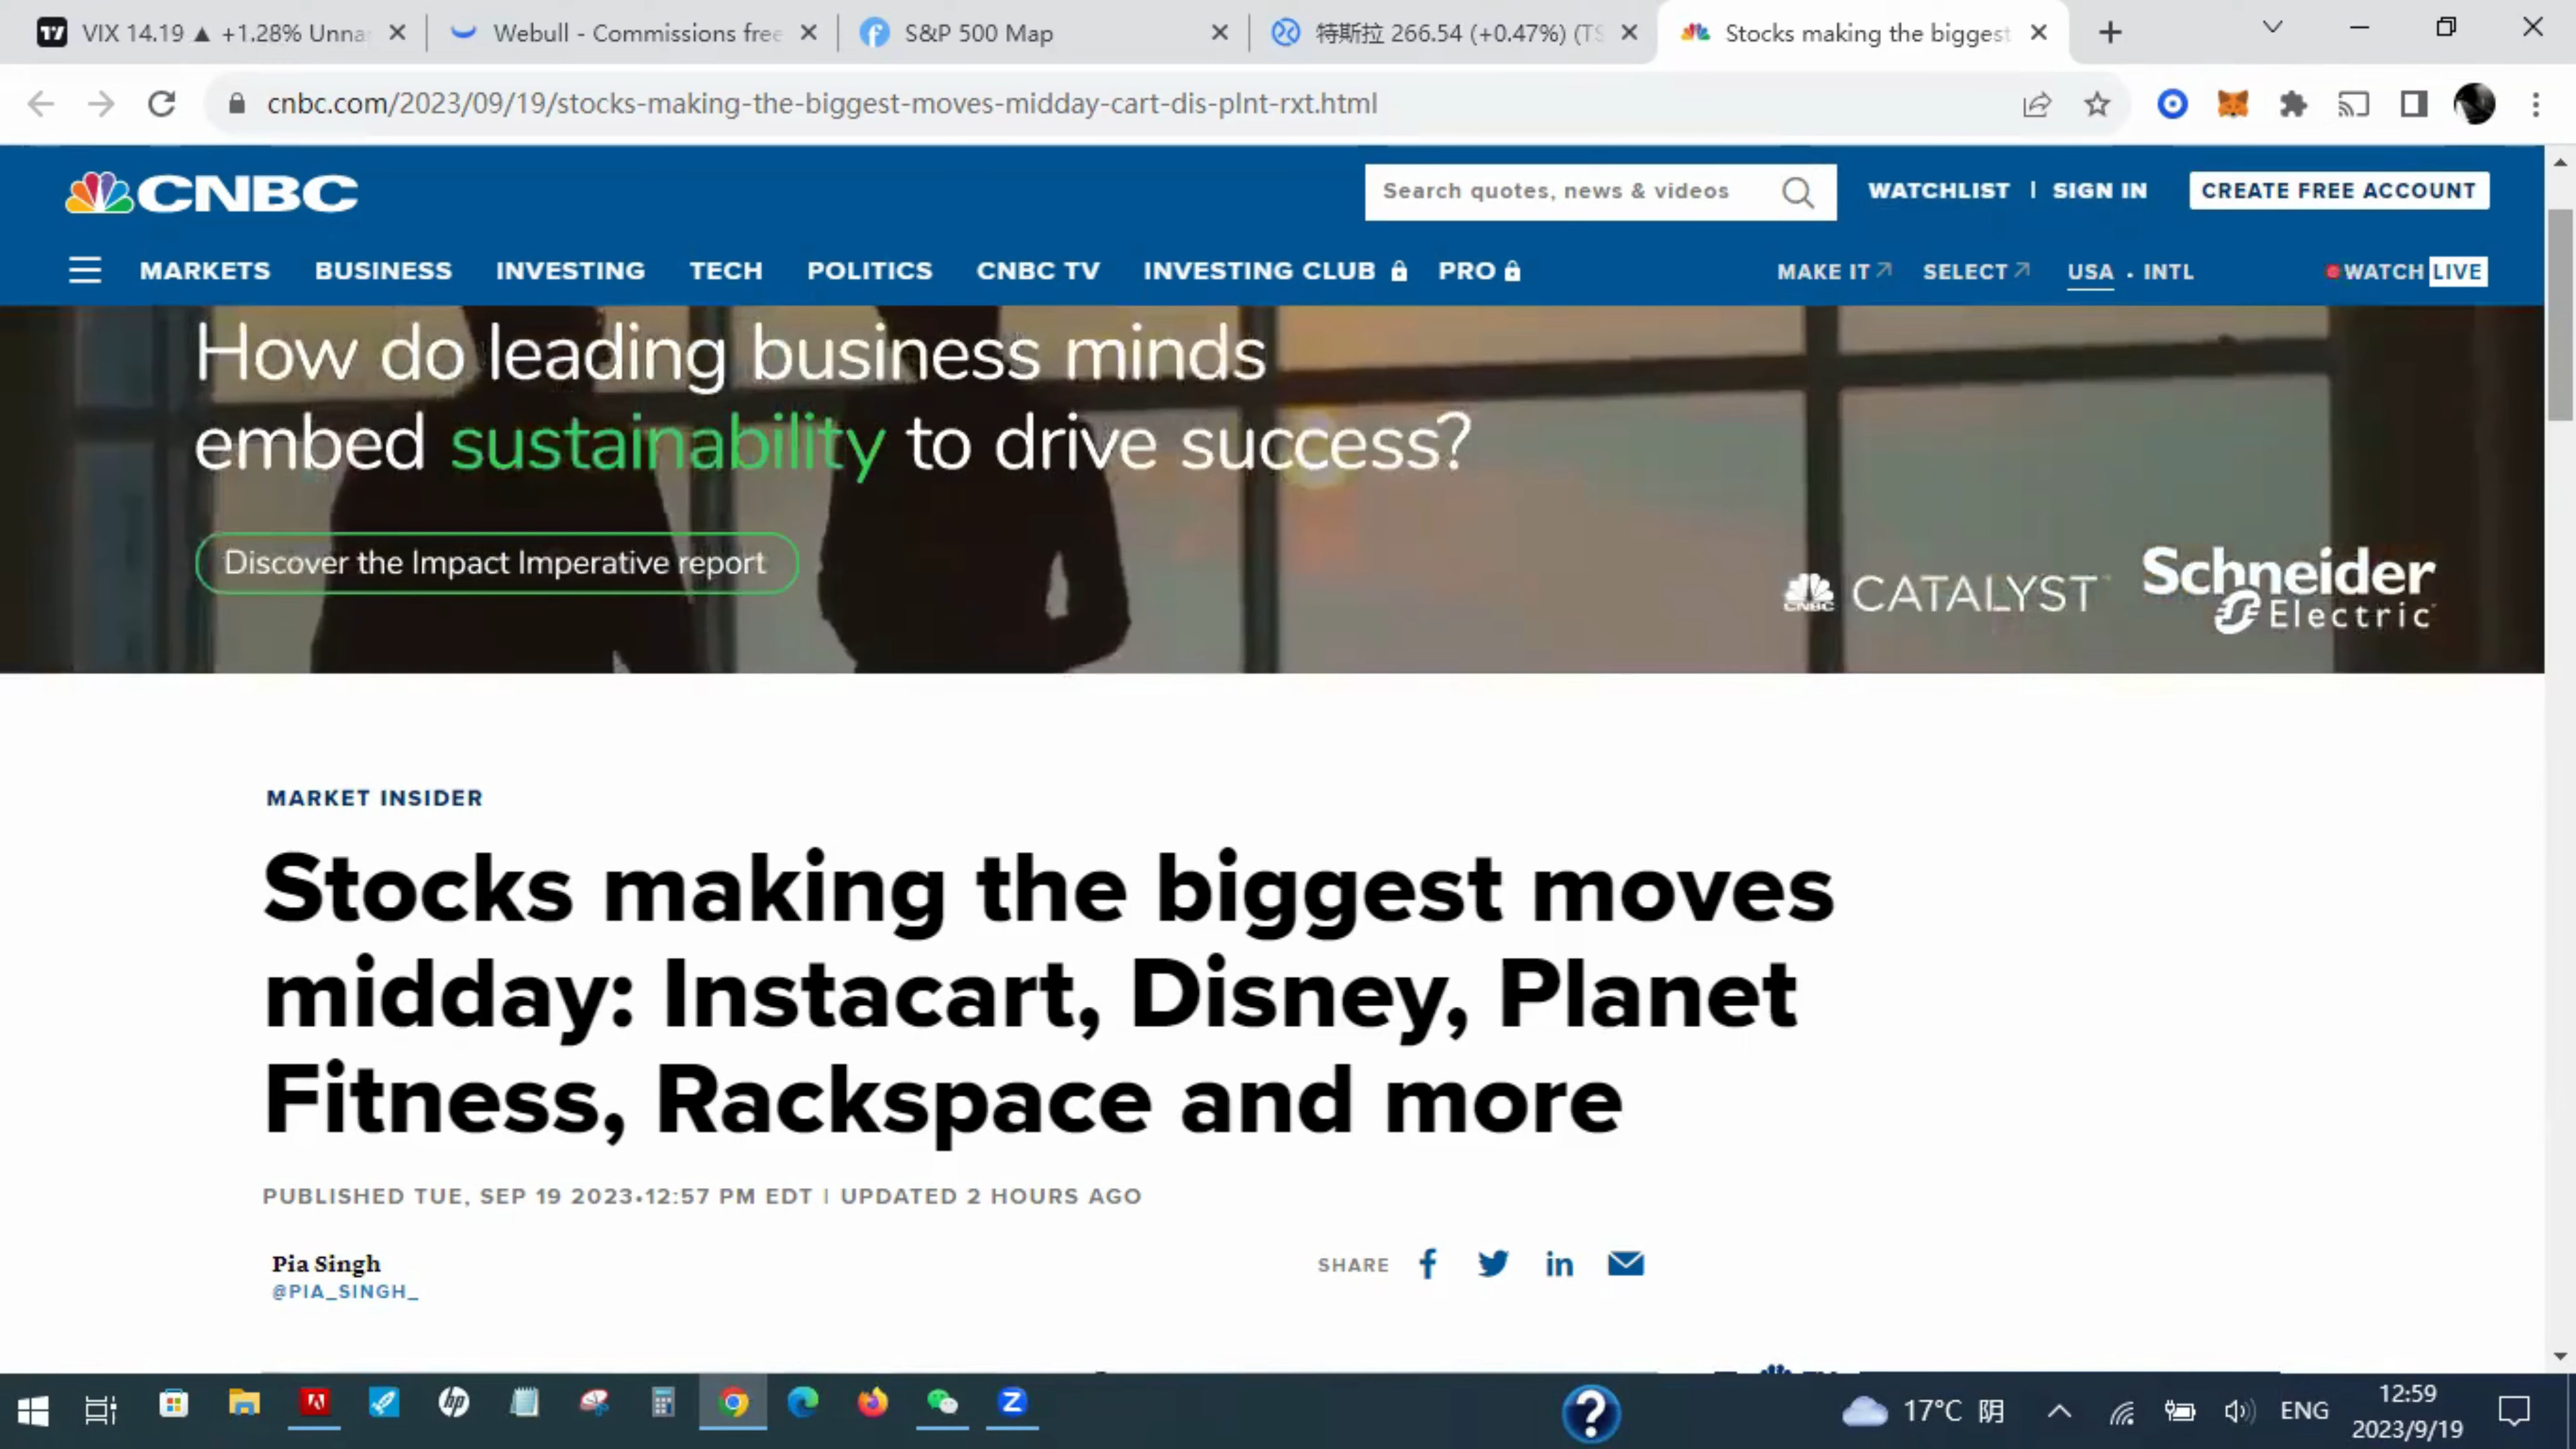 VIX 14.19 ▲ +1.28% Unna
Webull - Commissions free
S&P 500 Map
特斯拉 266.54 (+0.47%) (TS
Stocks making the biggest
cnbc.com/2023/09/19/stocks-making-the-biggest-moves-midday-cart-dis-plnt-rxt.html
CNBC
Search quotes, news & videos
WATCHLIST | SIGN IN
CREATE FREE ACCOUNT
MARKETS BUSINESS INVESTING TECH POLITICS CNBC TV INVESTING CLUB PRO
MAKE IT SELECT USA • INTL
WATCH LIVE
How do leading business minds
embed sustainability to drive success?
Discover the Impact Imperative report
CNBC CATALYST
Schneider
Electric
MARKET INSIDER
Stocks making the biggest moves
midday: Instacart, Disney, Planet
Fitness, Rackspace and more
PUBLISHED TUE, SEP 19 2023•12:57 PM EDT | UPDATED 2 HOURS AGO
Pia Singh
@PIA_SINGH_
SHARE
17°C 阴
ENG
12:59
2023/9/19